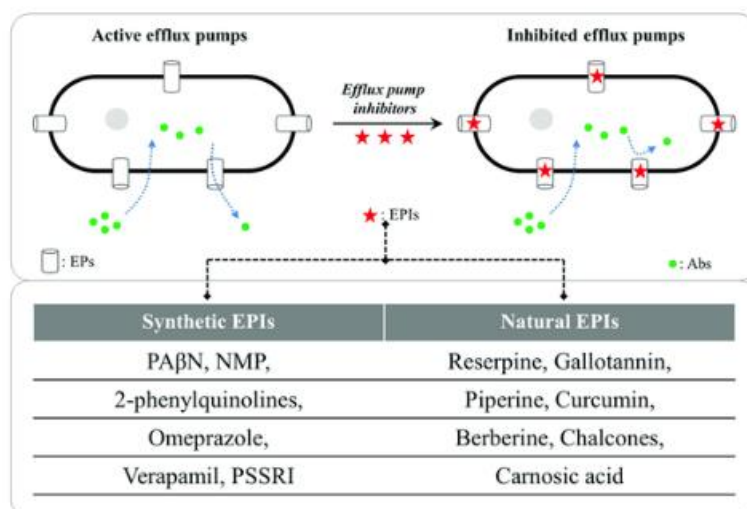 Active efflux pumps
Inhibited efflux pumps
Efflux pump
inhibitors
: EPIs
: EPs
: Abs
Synthetic EPIs
Natural EPIs
PAβN, NMP,
Reserpine, Gallotannin,
2-phenylquinolines,
Piperine, Curcumin,
Omeprazole,
Berberine, Chalcones,
Verapamil, PSSRI
Carnosic acid